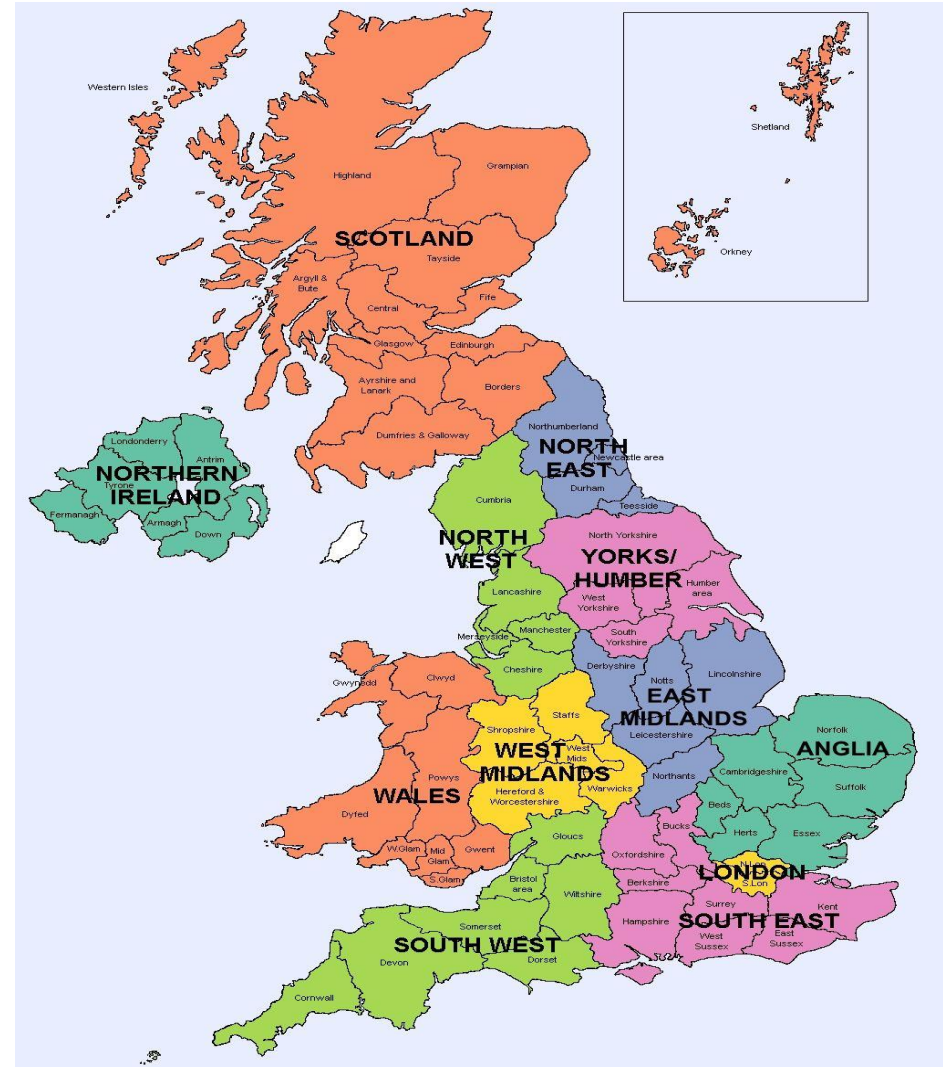 Western Isles
Shetland
Grampian
Highland
SCOTLAND
Orkney
Tayside
Argyll &
Bute
Fife
Central
Glasgow
Edinburgh
Ayrshire and
Lanark
Borders
Northumberland
Dumfries & Galloway
Londonderry
NORTH
EAST
Newcastle area
Antrim
NORTHERN
IRELAND
Tyrone
Durham
Cumbria
Teesside
Fermanagh
Armagh
Down
North Yorkshire
NORTH
WEST
YORKS/
HUMBER
Humber
area
Lancashire
West
Yorkshire
Manchester
Merseyside
South
Yorkshire
Cheshire
Derbyshire
Lincolnshire
Notts
Gwynedd
Clwyd
EAST
MIDLANDS
Staffs
Shropshire
Leicestershire
Norfolk
ANGLIA
WEST
MIDLANDS
West
Mids
Cambridgeshire
Northants
Powys
Warwicks
Suffolk
WALES
Hereford &
Worcestershire
Beds
Dyfed
Bucks
Herts
Essex
Gloucs
W.Glam
Mid
Glam
Gwent
Oxfordshire
N.Lon
LONDON
S.Lon
S.Glam
Bristol
area
Berkshire
Wiltshire
Surrey
Kent
Hampshire
SOUTH EAST
Somerset
West
Sussex
East
Sussex
SOUTH WEST
Devon
Dorset
Cornwall